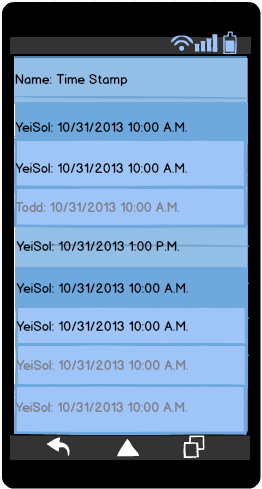 Name: Time Stamp
YeiSol: 10/31/2013 10:00 A.M.
YeiSol: 10/31/2013 10:00 A.M.
Todd: 10/31/2013 10:00 A.M.
YeiSol: 10/31/2013 1:00 P.M.
YeiSol: 10/31/2013 10:00 A.M.
YeiSol: 10/31/2013 10:00 A.M.
YeiSol: 10/31/2013 10:00 A.M.
YeiSol: 10/31/2013 10:00 A.M.